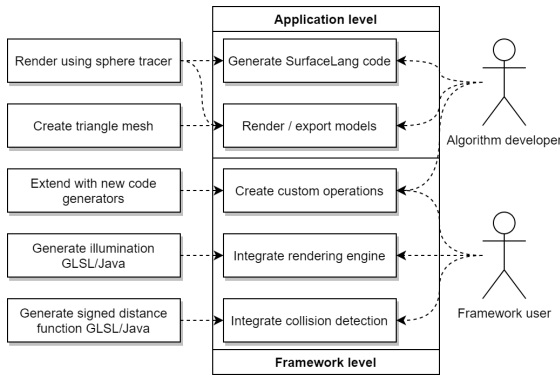 Application level
Render using sphere tracer
Generate SurfaceLang code
Create triangle mesh
Render / export models
Algorithm developer
Extend with new code
generators
Create custom operations
Generate illumination
GLSL/Java
Integrate rendering engine
Generate signed distance
function GLSL/Java
Integrate collision detection
Framework user
Framework level